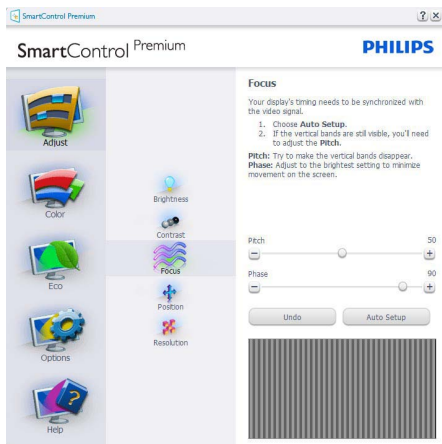 SmartControl Premium
SmartControl Premium
PHILIPS
Adjust
Color
Eco
Options
Help
Brightness
Contrast
Focus
Position
Resolution
Focus
Your display's timing needs to be synchronized with
the video signal.
1. Choose Auto Setup.
2. If the vertical bands are still visible, you'll need
to adjust the Pitch.
Pitch: Try to make the vertical bands disappear.
Phase: Adjust to the brightest setting to minimize
movement on the screen.
Pitch 50
Phase 90
Undo Auto Setup